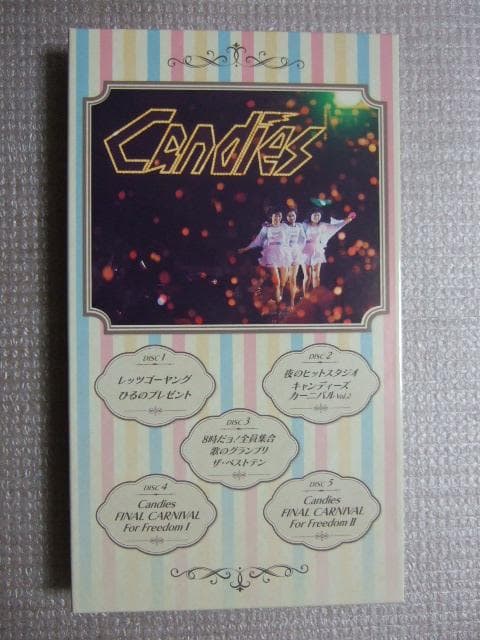 Candies
DISC 1
レッツゴーヤング
ひるのプレゼント
DISC 2
夜のヒットスタジオ
キャンディーズ
カーニバル Vol.2
DISC 3
8時だョ!全員集合
歌のグランプリ
ザ・ベストテン
DISC 4
Candies
FINAL CARNIVAL
For Freedom I
DISC 5
Candies
FINAL CARNIVAL
For Freedom II